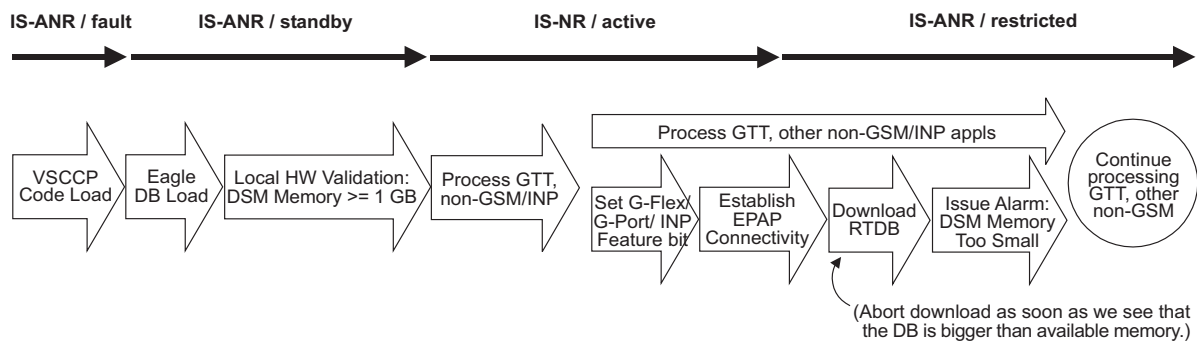 IS-ANR / fault
IS-ANR / standby
IS-NR / active
IS-ANR / restricted
VSCCP
Code Load
Eagle
DB Load
Local HW Validation:
DSM Memory >= 1 GB
Process GTT,
non-GSM/INP
Process GTT, other non-GSM/INP appls
Set G-Flex/
G-Port/ INP
Feature bit
Establish
EPAP
Connectivity
Download
RTDB
Issue Alarm:
DSM Memory
Too Small
Continue
processing
GTT, other
non-GSM
(Abort download as soon as we see that
the DB is bigger than available memory.)